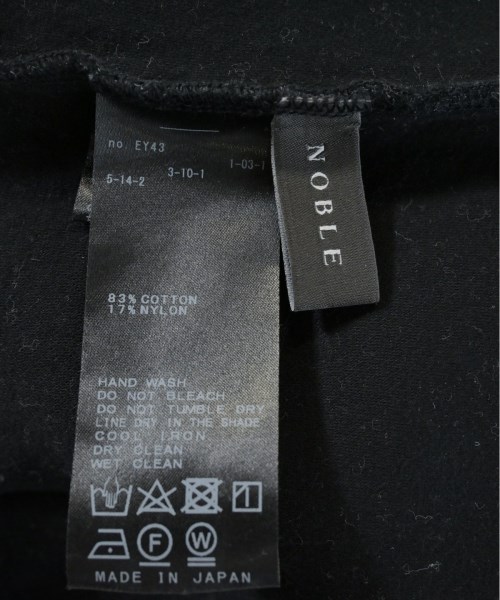 no. EY43
5-14-2 3-10-1 1-03-1
NOBLE
83% COTTON
17% NYLON
HAND WASH
DO NOT BLEACH
DO NOT TUMBLE DRY
LINE DRY IN THE SHADE
COOL IRON
DRY CLEAN
WET CLEAN
F W
MADE IN JAPAN